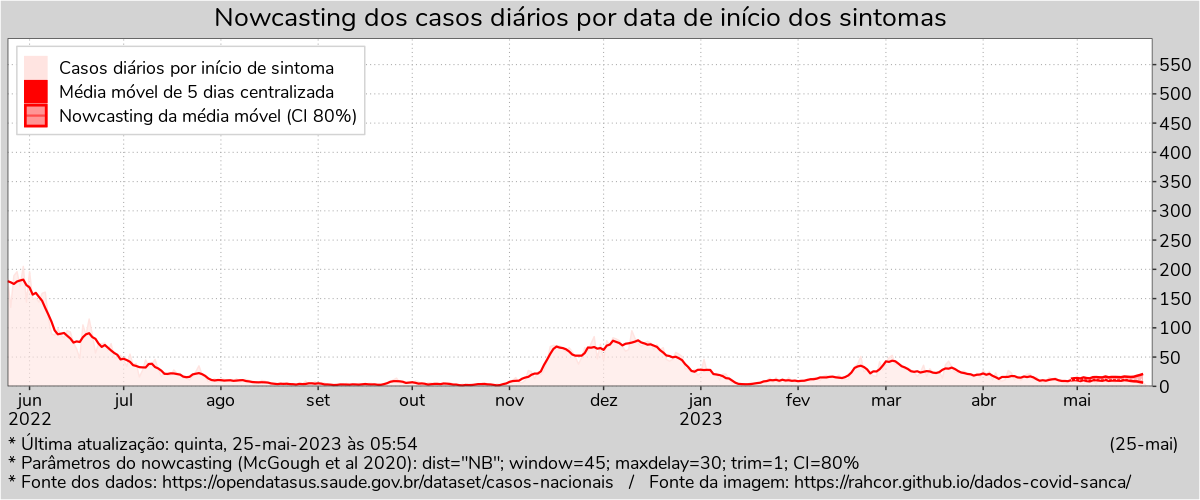 Nowcasting dos casos diários por data de início dos sintomas
Casos diários por início de sintoma
Média móvel de 5 dias centralizada
Nowcasting da média móvel (CI 80%)
550
500
450
400
350
300
250
200
150
100
50
0
jun jul ago set out nov dez jan fev mar abr mai
2022 2023
* Última atualização: quinta, 25-mai-2023 às 05:54 (25-mai)
* Parâmetros do nowcasting (McGough et al 2020): dist="NB"; window=45; maxdelay=30; trim=1; CI=80%
* Fonte dos dados: https://opendatasus.saude.gov.br/dataset/casos-nacionais / Fonte da imagem: https://rahcor.github.io/dados-covid-sanca/